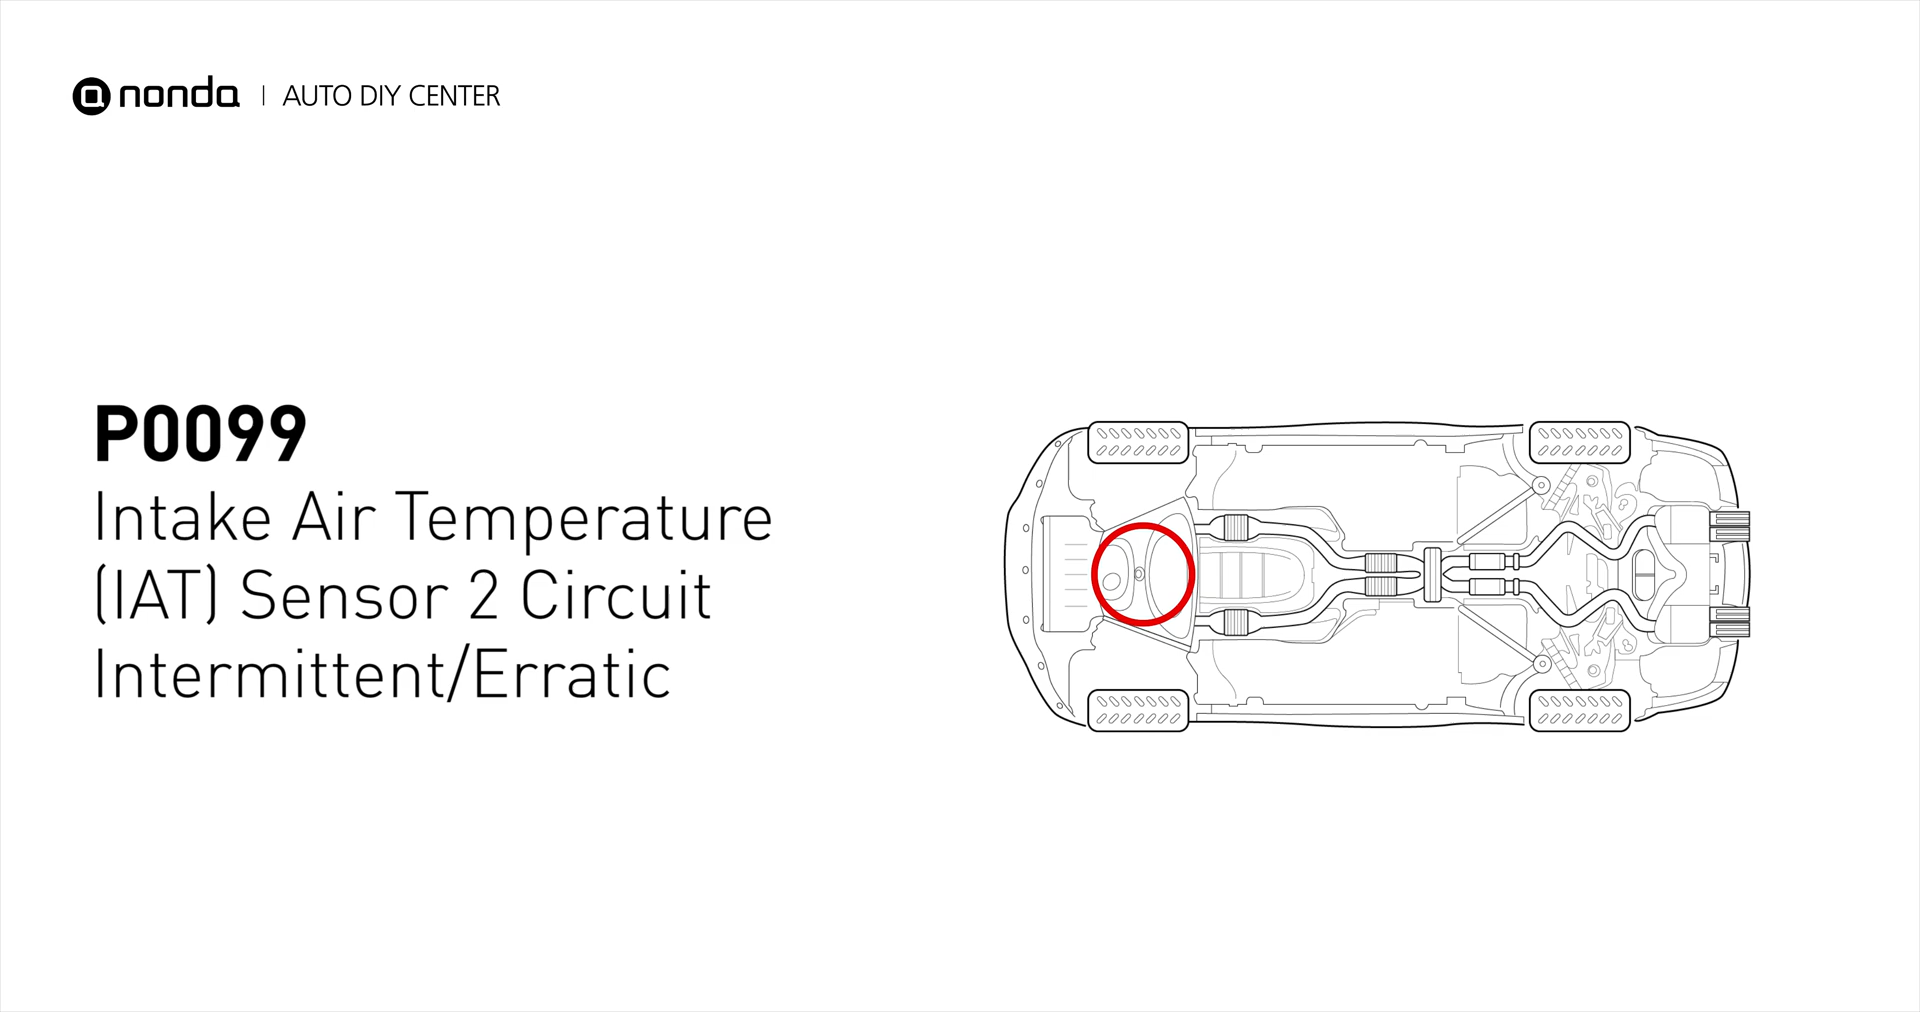 nonda | AUTO DIY CENTER
P0099
Intake Air Temperature
(IAT) Sensor 2 Circuit
Intermittent/Erratic